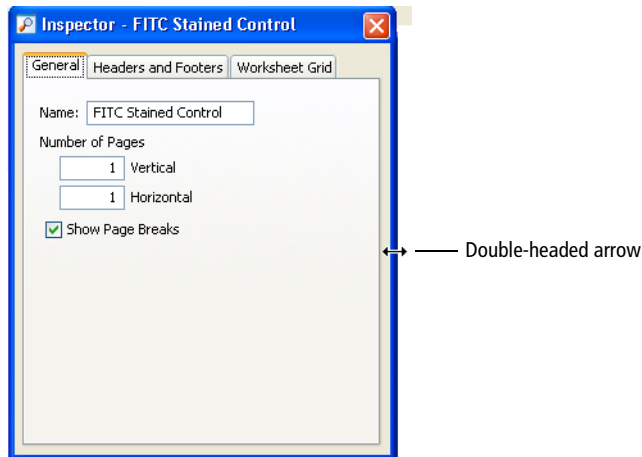 Inspector - FITC Stained Control
General Headers and Footers Worksheet Grid
Name: FITC Stained Control
Number of Pages
1 Vertical
1 Horizontal
Show Page Breaks
Double-headed arrow